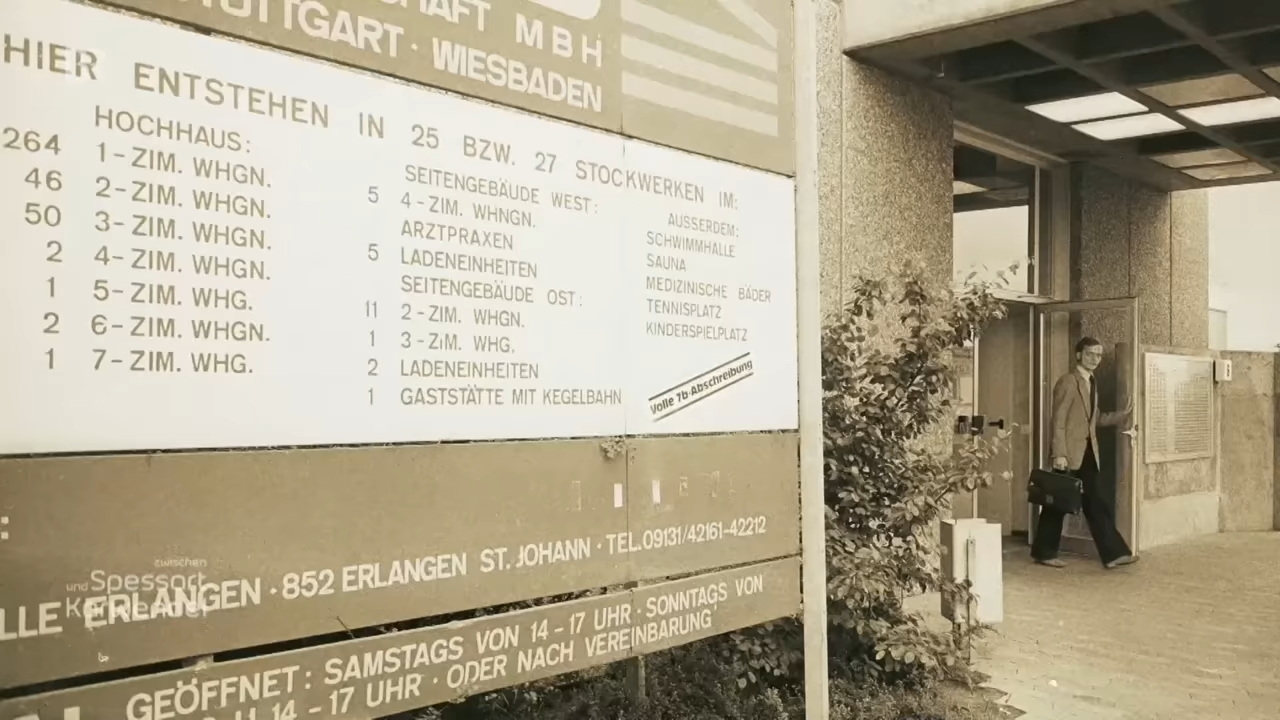 SCHAFT MBH
STUTTGART · WIESBADEN
HIER ENTSTEHEN IN 25 BZW. 27 STOCKWERKEN IM:
HOCHHAUS:
264 1-ZIM. WHGN.
46 2-ZIM. WHGN.
50 3-ZIM. WHGN.
2 4-ZIM. WHGN.
1 5-ZIM. WHG.
2 6-ZIM. WHGN.
1 7-ZIM. WHG.
SEITENGEBÄUDE WEST:
5 4-ZIM. WHNGN.
ARZTPRAXEN
5 LADENEINHEITEN
SEITENGEBÄUDE OST:
11 2-ZIM. WHGN.
1 3-ZIM. WHG.
2 LADENEINHEITEN
1 GASTSTÄTTE MIT KEGELBAHN
AUSSERDEM:
SCHWIMMHALLE
SAUNA
MEDIZINISCHE BÄDER
TENNISPLATZ
KINDERSPIELPLATZ
Volle 7b-Abschreibung
LLE ERLANGEN · 852 ERLANGEN ST. JOHANN · TEL.09131/42161-42212
GEÖFFNET: SAMSTAGS VON 14-17 UHR · SONNTAGS VON
14-17 UHR · ODER NACH VEREINBARUNG
zwischen
und Spessart
Karwendel